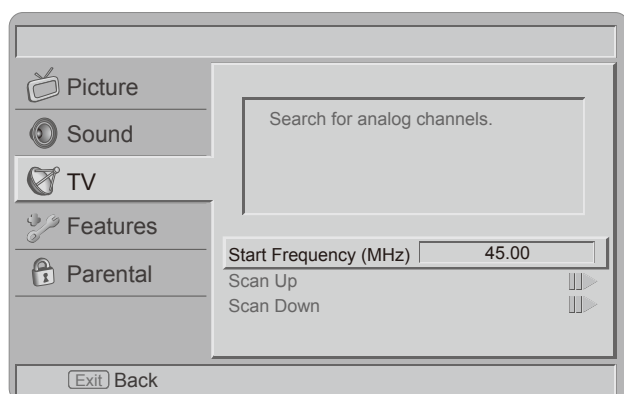 Picture
Sound
TV
Features
Parental
Search for analog channels.
Start Frequency (MHz) 45.00
Scan Up
Scan Down
Exit Back